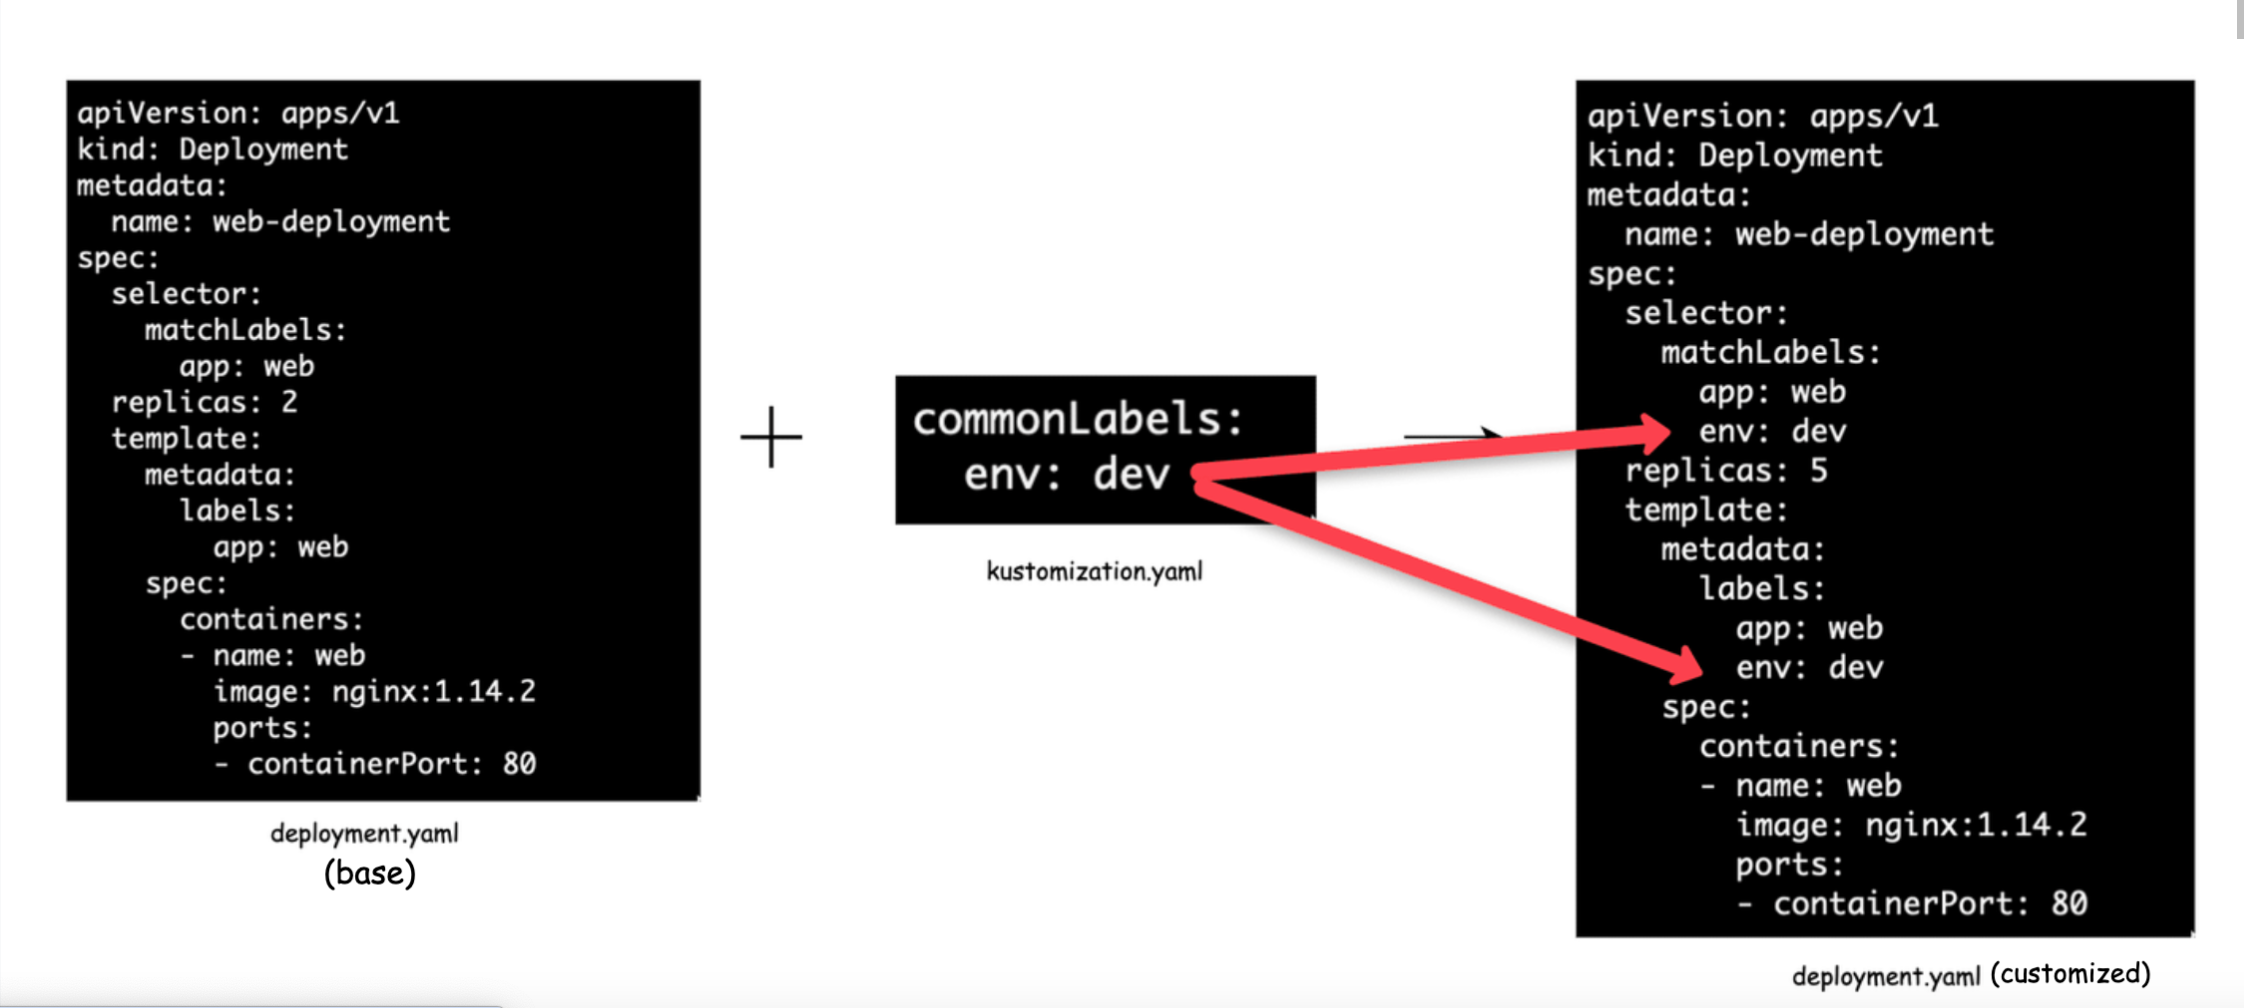 apiVersion: apps/v1
kind: Deployment
metadata:
  name: web-deployment
spec:
  selector:
    matchLabels:
      app: web
  replicas: 2
  template:
    metadata:
      labels:
        app: web
    spec:
      containers:
      - name: web
        image: nginx:1.14.2
        ports:
        - containerPort: 80
deployment.yaml
(base)
+
commonLabels:
  env: dev
kustomization.yaml
apiVersion: apps/v1
kind: Deployment
metadata:
  name: web-deployment
spec:
  selector:
    matchLabels:
      app: web
      env: dev
  replicas: 5
  template:
    metadata:
      labels:
        app: web
        env: dev
    spec:
      containers:
      - name: web
        image: nginx:1.14.2
        ports:
        - containerPort: 80
deployment.yaml (customized)